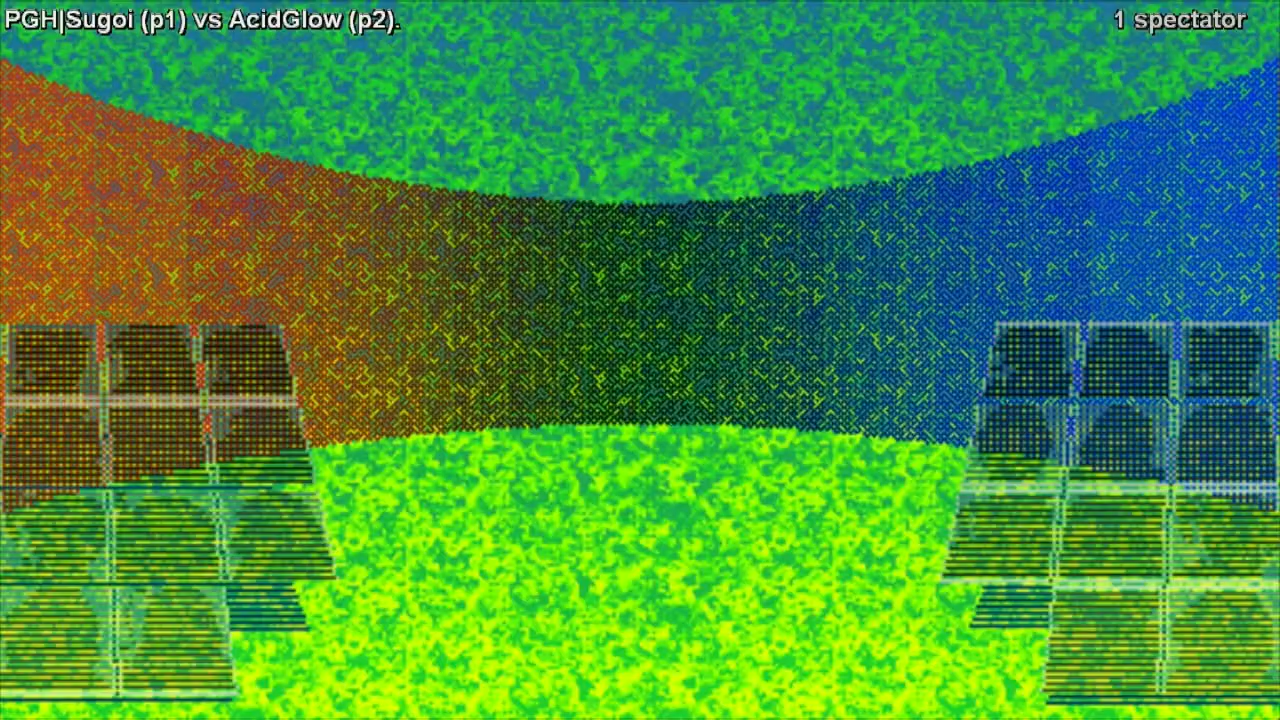 PGH|Sugoi (p1) vs AcidGlow (p2).
1 spectator